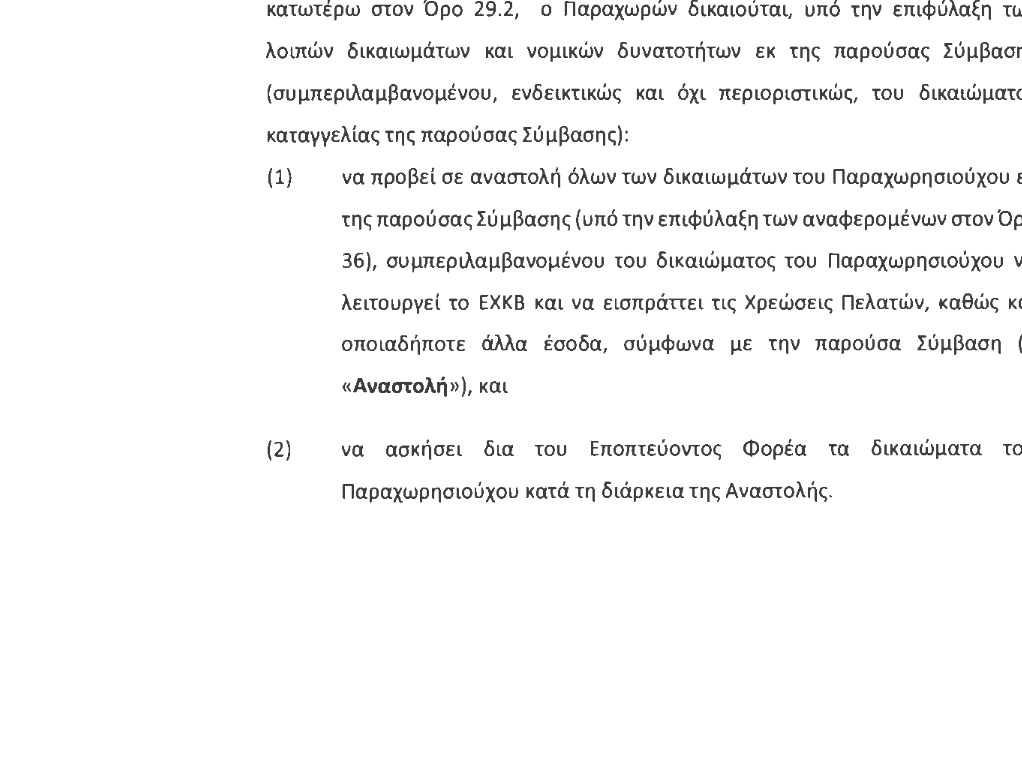 κατωτέρω στον Όρο 29.2, ο Παραχωρών δικαιούται, υπό την επιφύλαξη τω
λοιπών δικαιωμάτων και νομικών δυνατοτήτων εκ της παρούσας Σύμβαση
(συμπεριλαμβανομένου, ενδεικτικώς και όχι περιοριστικώς, του δικαιώματο
καταγγελίας της παρούσας Σύμβασης):
(1) να προβεί σε αναστολή όλων των δικαιωμάτων του Παραχωρησιούχου ε
της παρούσας Σύμβασης (υπό την επιφύλαξη των αναφερομένων στον Όρ
36), συμπεριλαμβανομένου του δικαιώματος του Παραχωρησιούχου ν
λειτουργεί το ΕΧΚΒ και να εισπράττει τις Χρεώσεις Πελατών, καθώς κα
οποιαδήποτε άλλα έσοδα, σύμφωνα με την παρούσα Σύμβαση (
«Αναστολή»), και
(2) να ασκήσει δια του Εποπτεύοντος Φορέα τα δικαιώματα το
Παραχωρησιούχου κατά τη διάρκεια της Αναστολής.